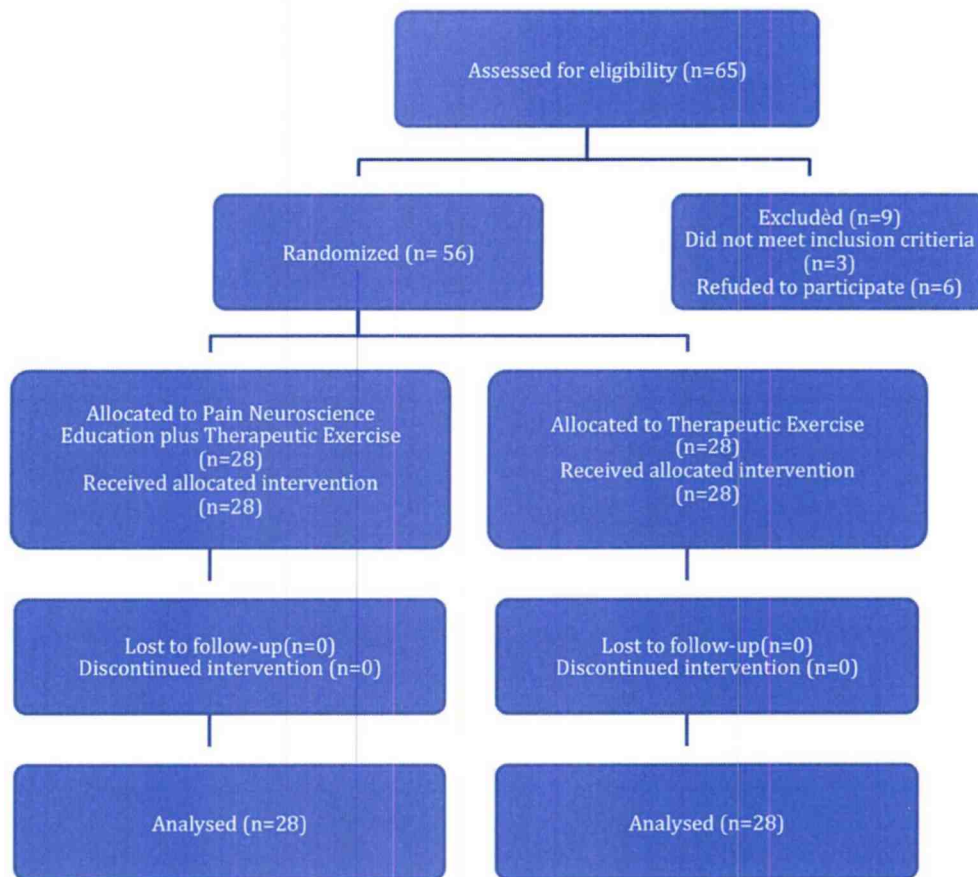 Assessed for eligibility (n=65)
Randomized (n= 56)
Excludèd (n=9)
Did not meet inclusion critieria
(n=3)
Refuded to participate (n=6)
Allocated to Pain Neuroscience
Education plus Therapeutic Exercise
(n=28)
Received allocated intervention
(n=28)
Allocated to Therapeutic Exercise
(n=28)
Received allocated intervention
(n=28)
Lost to follow-up(n=0)
Discontinued intervention (n=0)
Lost to follow-up(n=0)
Discontinued intervention (n=0)
Analysed (n=28)
Analysed (n=28)